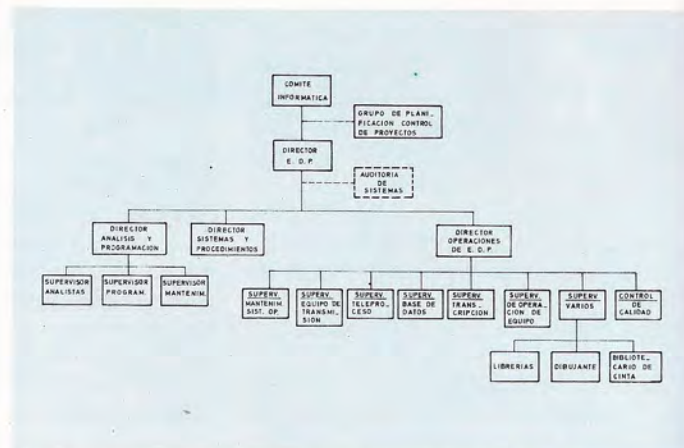 COMITE
INFORMATICA
GRUPO DE PLANI_
FICACION CONTROL
DE PROYECTOS
DIRECTOR
E. D. P.
AUDITORIA
DE
SISTEMAS
DIRECTOR
ANALISIS Y
PROGRAMACION
DIRECTOR
SISTEMAS Y
PROCEDIMIENTOS
DIRECTOR
OPERACIONES
DE E. D. P.
SUPERVISOR
ANALISTAS
SUPERVISOR
PROGRAM.
SUPERVISOR
MANTENIM.
SUPERV.
MANTENIM.
SIST. OP.
SUPERV.
EQUIPO DE
TRANSMI_
SION
SUPERV.
TELEPRO_
CESO
SUPERV.
BASE DE
DATOS
SUPERV.
TRANS_
CRIPCION
SUPERV.
DE OPERA_
CION DE
EQUIPO
SUPERV.
VARIOS
CONTROL
DE
CALIDAD
LIBRERIAS
DIBUJANTE
BIBLIOTE_
CARIO DE
CINTA